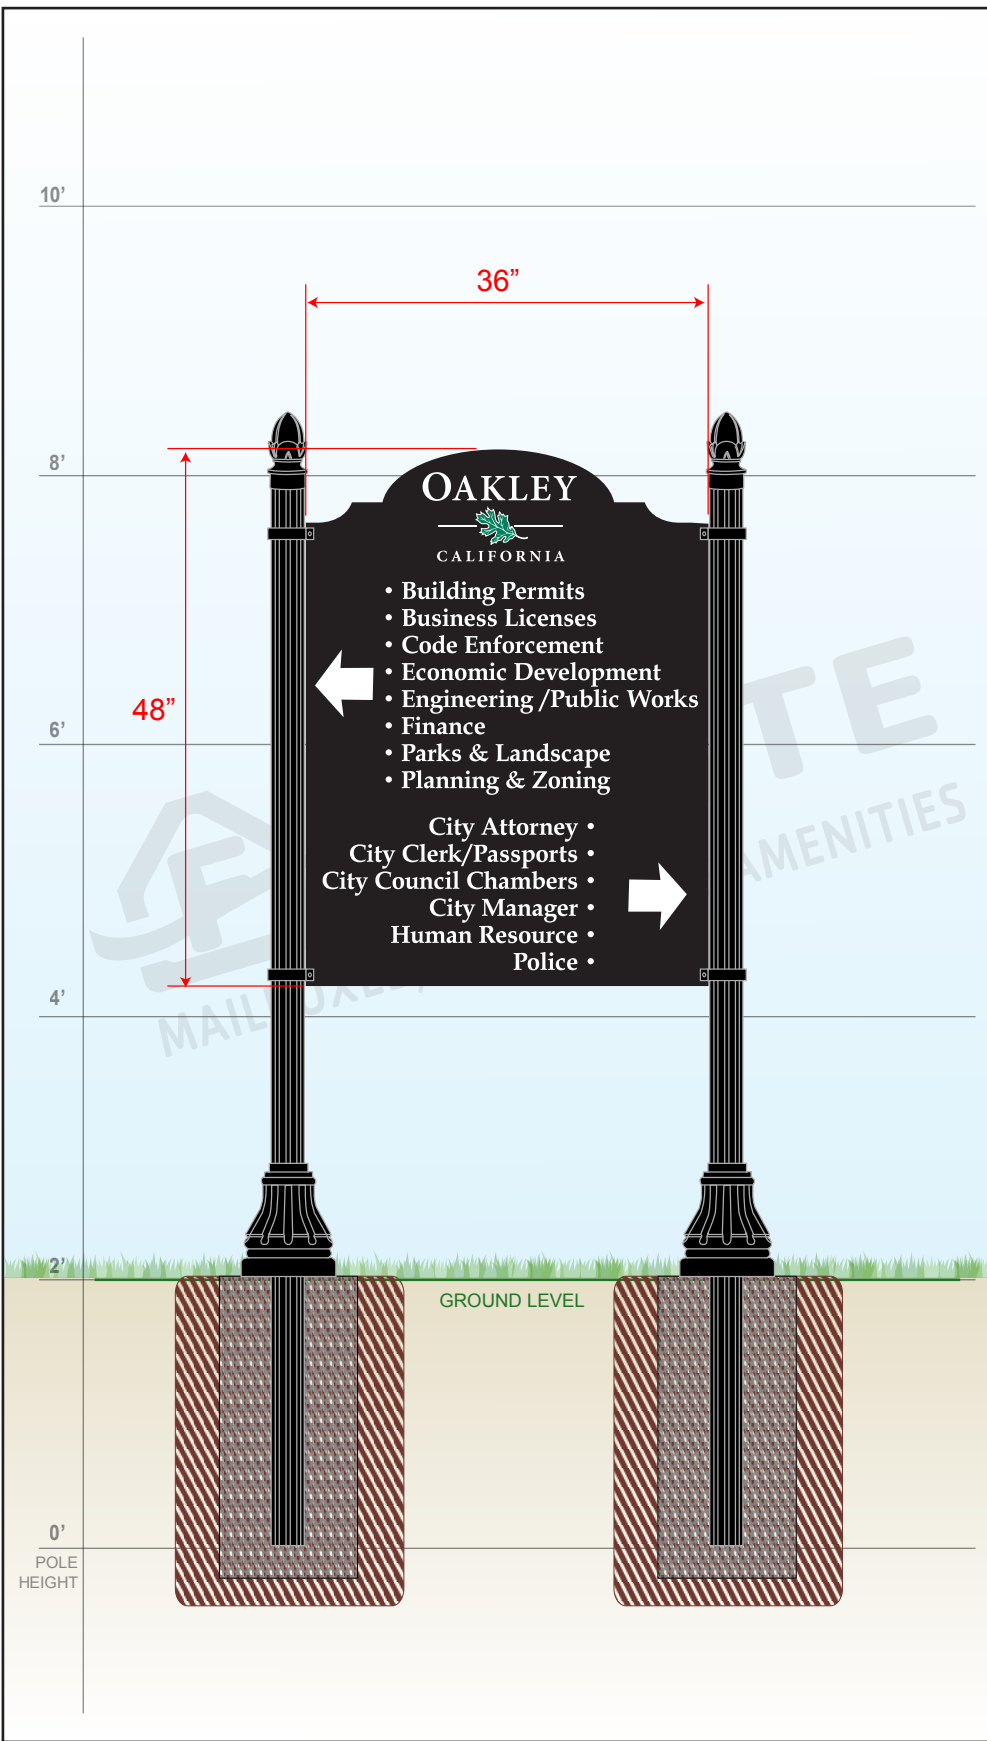 10’
36”
8’
OAKLEY
CALIFORNIA
• Building Permits
• Business Licenses
• Code Enforcement
• Economic Development
• Engineering /Public Works
• Finance
• Parks & Landscape
• Planning & Zoning
48”
6’
City Attorney •
City Clerk/Passports •
City Council Chambers •
City Manager •
Human Resource •
Police •
AMENITIES
4’
2’
GROUND LEVEL
0’
POLE
HEIGHT